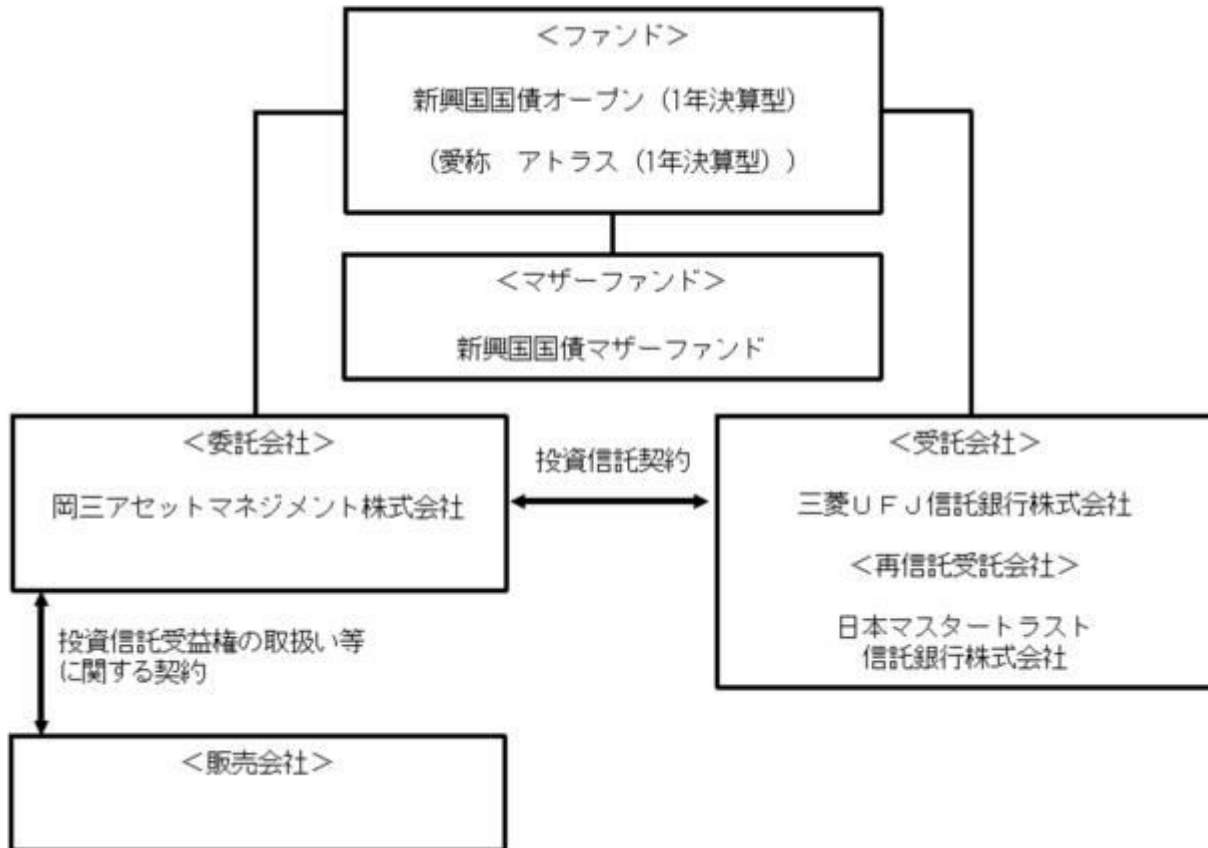 ＜ファンド＞
新興国国債オープン（1年決算型）
（愛称　アトラス（1年決算型））
＜マザーファンド＞
新興国国債マザーファンド
＜委託会社＞
岡三アセットマネジメント株式会社
投資信託契約
＜受託会社＞
三菱ＵＦＪ信託銀行株式会社
＜再信託受託会社＞
日本マスタートラスト
信託銀行株式会社
投資信託受益権の取扱い等
に関する契約
＜販売会社＞